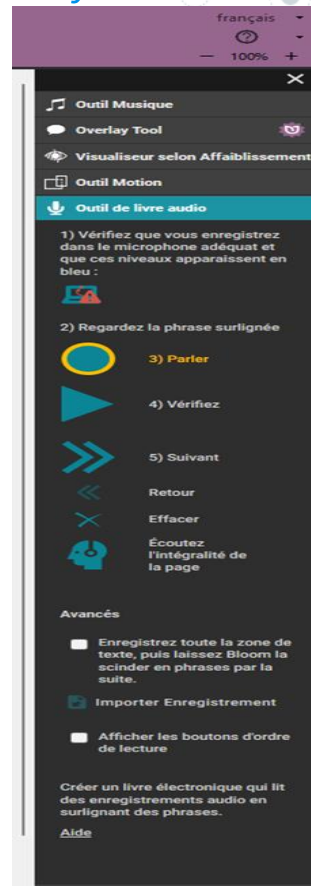 français
100%
Outil Musique
Overlay Tool
Visualiseur selon Affaiblissement
Outil Motion
Outil de livre audio
1) Vérifiez que vous enregistrez
dans le microphone adéquat et
que ces niveaux apparaissent en
bleu :
2) Regardez la phrase surlignée
3) Parler
4) Vérifiez
5) Suivant
Retour
Effacer
Écoutez
l'intégralité de
la page
Avancés
Enregistrez toute la zone de
texte, puis laissez Bloom la
scinder en phrases par la
suite.
Importer Enregistrement
Afficher les boutons d'ordre
de lecture
Créer un livre électronique qui lit
des enregistrements audio en
surlignant des phrases.
Aide